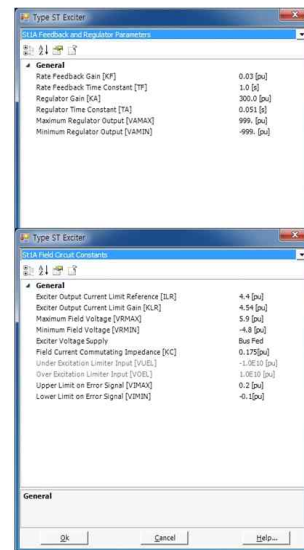 Type ST Exciter
St1A Feedback and Regulator Parameters
General
Rate Feedback Gain [KF] 0.03 [pu]
Rate Feedback Time Constant [TF] 1.0 [s]
Regulator Gain [KA] 300.0 [pu]
Regulator Time Constant [TA] 0.051 [s]
Maximum Regulator Output [VAMAX] 999. [pu]
Minimum Regulator Output [VAMIN] -999. [pu]
Type ST Exciter
St1A Field Circuit Constants
General
Exciter Output Current Limit Reference [ILR] 4.4 [pu]
Exciter Output Current Limit Gain [KLR] 4.54 [pu]
Maximum Field Voltage [VRMAX] 5.9 [pu]
Minimum Field Voltage [VRMIN] -4.8 [pu]
Exciter Voltage Supply Bus Fed
Field Current Commutating Impedance [KC] 0.175[pu]
Under Excitation Limiter Input [VUEL] -1.0E10 [pu]
Over Excitation Limiter Input [VOEL] 1.0E10 [pu]
Upper Limit on Error Signal [VIMAX] 0.2 [pu]
Lower Limit on Error Signal [VIMIN] -0.1[pu]
General
Ok Cancel Help...